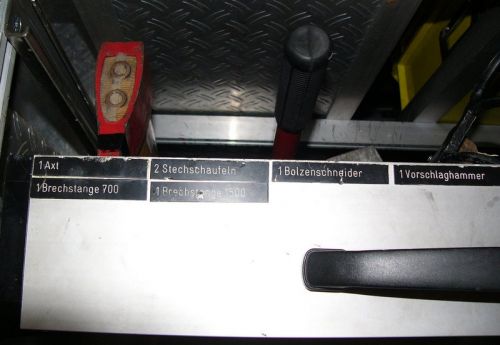 1 Axt
2 Stechschaufeln
1 Bolzenschneider
1 Vorschlaghammer
1 Brechstange 700
1 Brechstange 1500